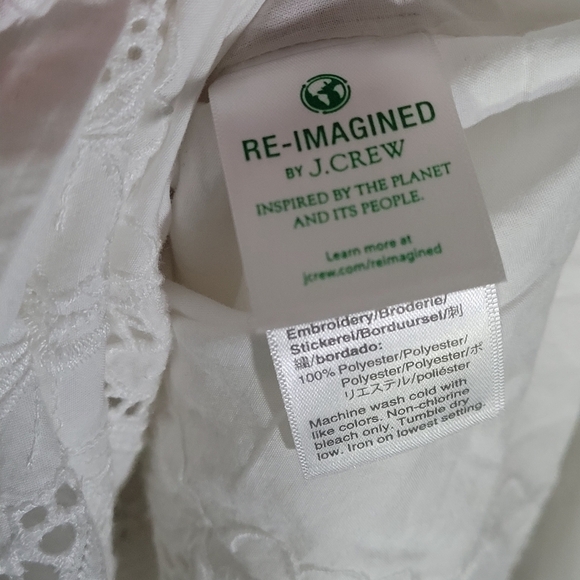 RE-IMAGINED
BY J.CREW
INSPIRED BY THE PLANET
AND ITS PEOPLE.
Learn more at
jcrew.com/reimagined
Embroidery/Broderie/
Stickerei/Borduursel/刺
繡/bordado:
100% Polyester/Polyester/
Polyester/Polyester/ポ
リエステル/poliéster
Machine wash cold with
like colors. Non-chlorine
bleach only. Tumble dry
low. Iron on lowest setting.